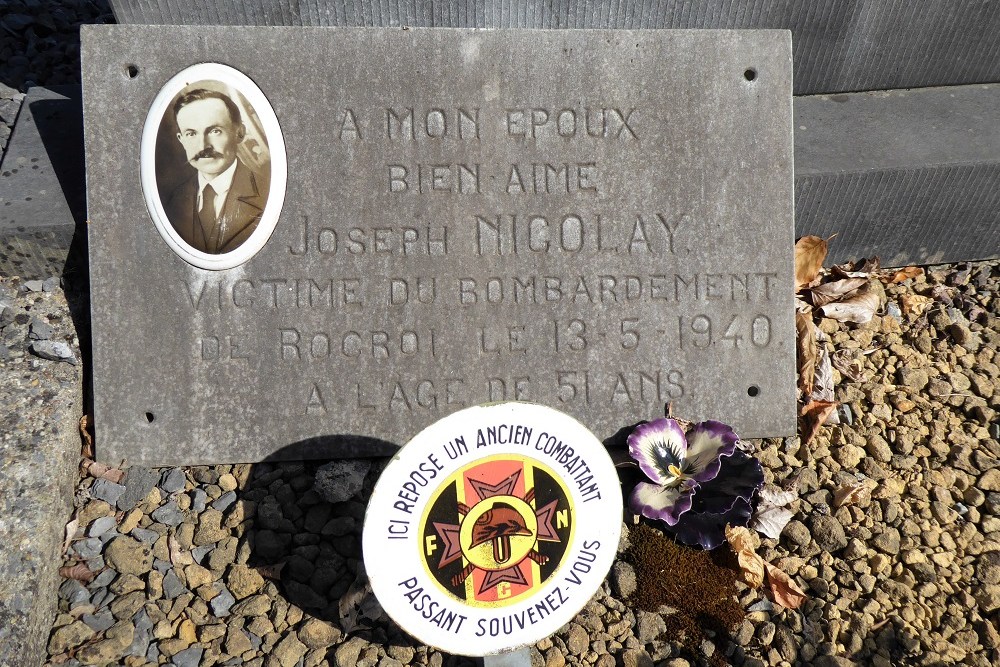 A MON EPOUX
BIEN-AIME
JOSEPH NICOLAY.
VICTIME DU BOMBARDEMENT
DE ROCROI, LE 13-5-1940.
A L'AGE DE 51 ANS.
ICI REPOSE UN ANCIEN COMBATTANT
F N
C
PASSANT SOUVENEZ-VOUS